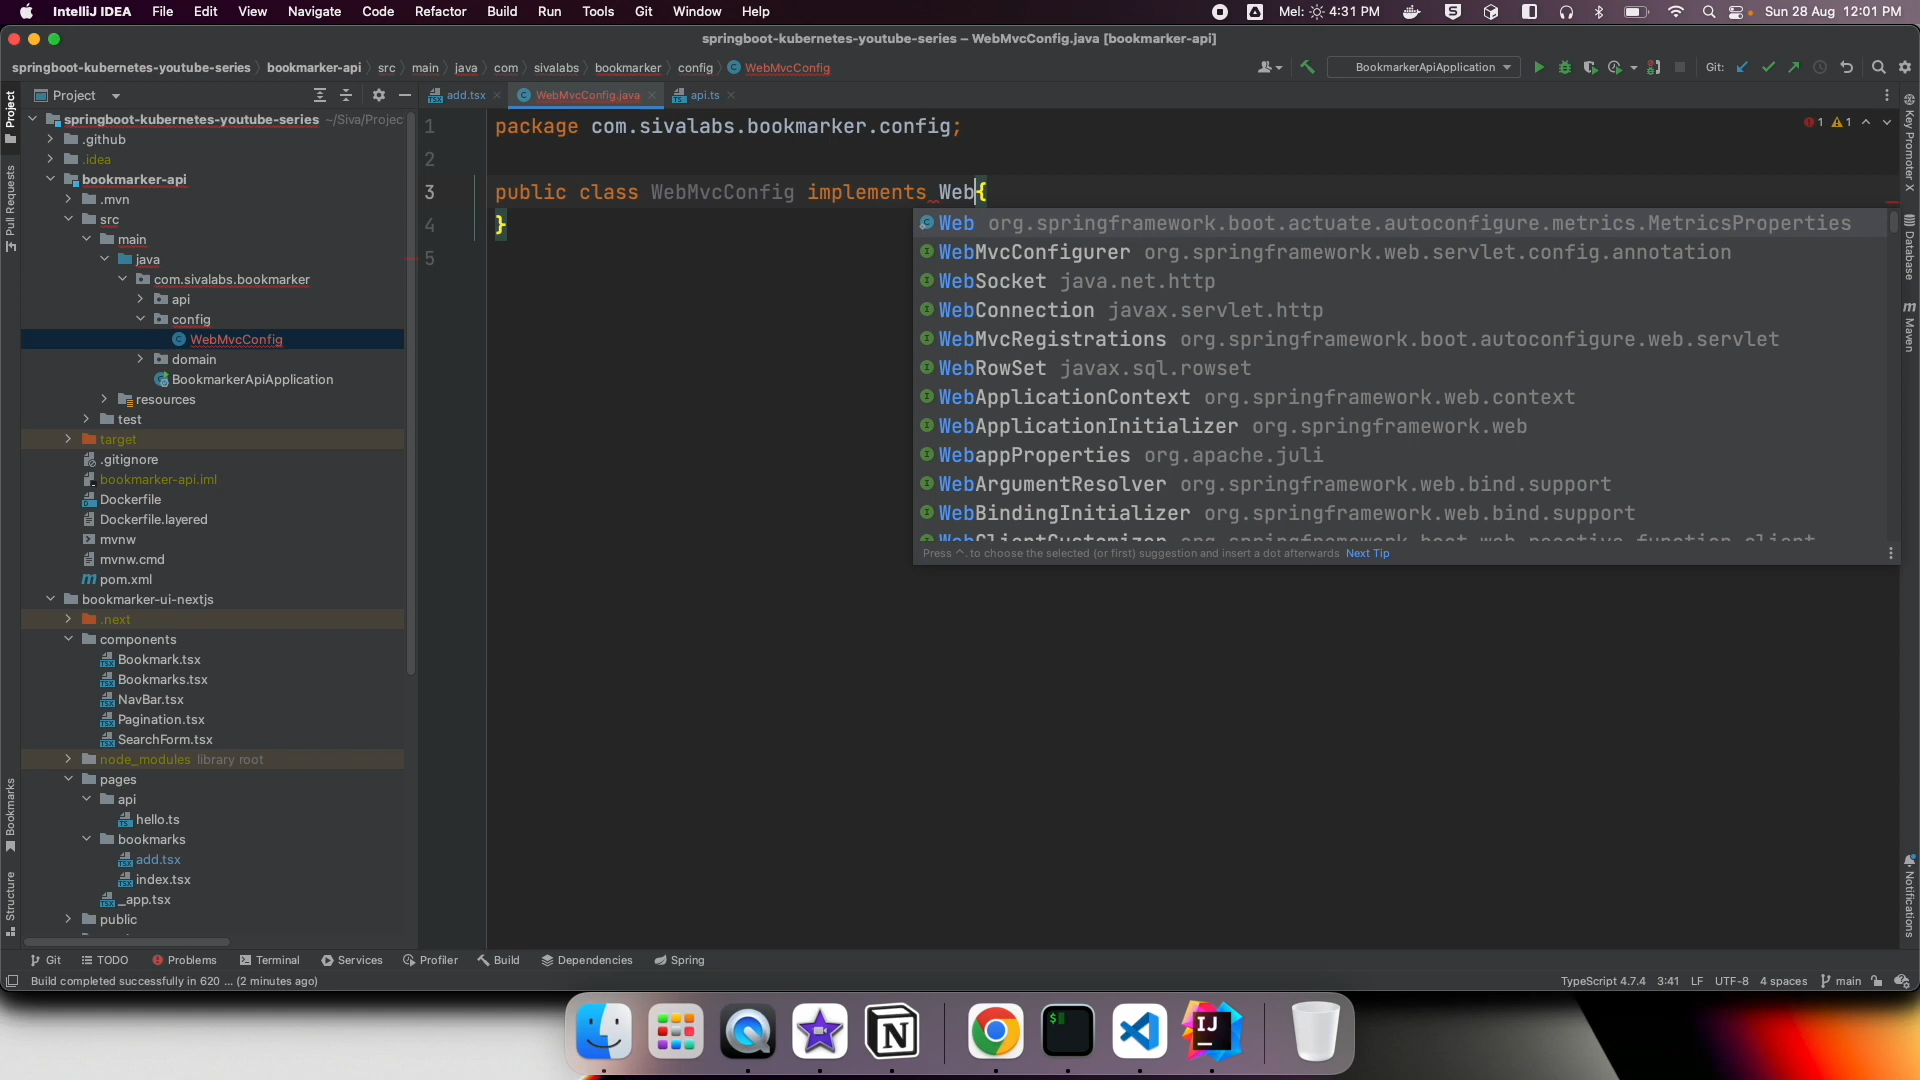 IntelliJ IDEA File Edit View Navigate Code Refactor Build Run Tools Git Window Help Mel: 4:31 PM Sun 28 Aug 12:01 PM
springboot-kubernetes-youtube-series – WebMvcConfig.java [bookmarker-api]
springboot-kubernetes-youtube-series bookmarker-api src main java com sivalabs bookmarker config WebMvcConfig BookmarkerApiApplication Git:
Project add.tsx WebMvcConfig.java api.ts
springboot-kubernetes-youtube-series ~/Siva/Projec
.github
.idea
bookmarker-api
.mvn
src
main
java
com.sivalabs.bookmarker
api
config
WebMvcConfig
domain
BookmarkerApiApplication
resources
test
target
.gitignore
bookmarker-api.iml
Dockerfile
Dockerfile.layered
mvnw
mvnw.cmd
pom.xml
bookmarker-ui-nextjs
.next
components
Bookmark.tsx
Bookmarks.tsx
NavBar.tsx
Pagination.tsx
SearchForm.tsx
node_modules library root
pages
api
hello.ts
bookmarks
add.tsx
index.tsx
_app.tsx
public
1 package com.sivalabs.bookmarker.config; 1 1
2
3 public class WebMvcConfig implements Web{
4 }
5
Web org.springframework.boot.actuate.autoconfigure.metrics.MetricsProperties
WebMvcConfigurer org.springframework.web.servlet.config.annotation
WebSocket java.net.http
WebConnection javax.servlet.http
WebMvcRegistrations org.springframework.boot.autoconfigure.web.servlet
WebRowSet javax.sql.rowset
WebApplicationContext org.springframework.web.context
WebApplicationInitializer org.springframework.web
WebappProperties org.apache.juli
WebArgumentResolver org.springframework.web.bind.support
WebBindingInitializer org.springframework.web.bind.support
WebClientCustomizer org.springframework.boot.web.reactive.function.client
Press ^. to choose the selected (or first) suggestion and insert a dot afterwards Next Tip
Project
Pull Requests
Bookmarks
Structure
Key Promoter X
Database
Maven
Notifications
Git TODO Problems Terminal Services Profiler Build Dependencies Spring
Build completed successfully in 620 ... (2 minutes ago) TypeScript 4.7.4 3:41 LF UTF-8 4 spaces main